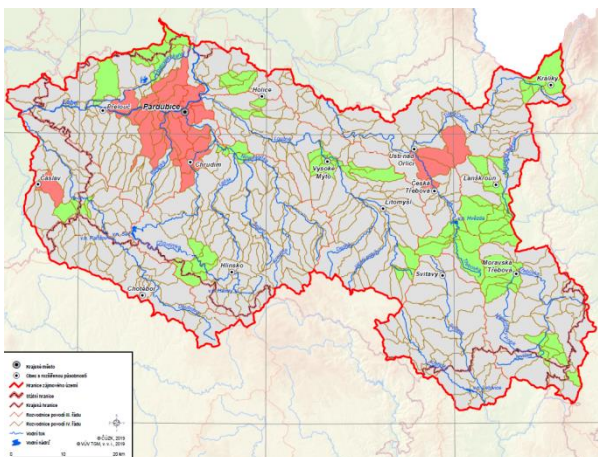 Králíky
Holice
Přelouč
Pardubice
Chrudim
Ústí nad
Orlicí
Vysoké
Mýto
Česká
Třebová
Lanškroun
Čáslav
Litomyšl
Hlinsko
Svitavy
Moravská
Třebová
Chotěboř
Krajské město
Obec s rozšířenou působností
Hranice zájmového území
Státní hranice
Krajská hranice
Rozvodnice povodí III. řádu
Rozvodnice povodí IV. řádu
Vodní tok
Vodní nádrž
© ČÚZK, 2019
© VÚV TGM, v. v. i., 2019
0 10 20 km